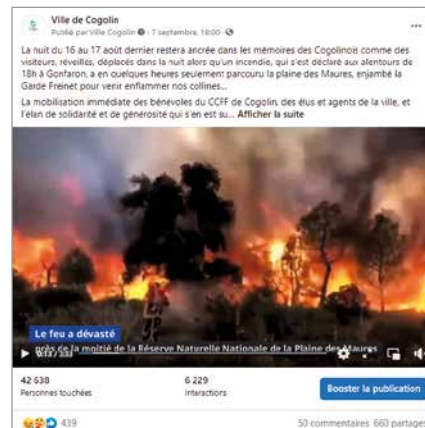 Ville de Cogolin
Publié par Ville Cogolin · 7 septembre, 18:00 ·
La nuit du 16 au 17 août dernier restera ancrée dans les mémoires des Cogolinois comme des
visiteurs, réveillés, déplacés dans la nuit alors qu'un incendie, qui s'est déclaré aux alentours de
18h à Gonfaron, a en quelques heures seulement parcouru la plaine des Maures, enjambé la
Garde Freinet pour venir enflammer nos collines...
La mobilisation immédiate des bénévoles du CCFF de Cogolin, des élus et agents de la ville, et
l'élan de solidarité et de générosité qui s'en est su... Afficher la suite
Le feu a dévasté
près de la moitié de la Réserve Naturelle Nationale de la Plaine des Maures
42 638
Personnes touchées
6 229
Interactions
Booster la publication
439
50 commentaires 660 partages